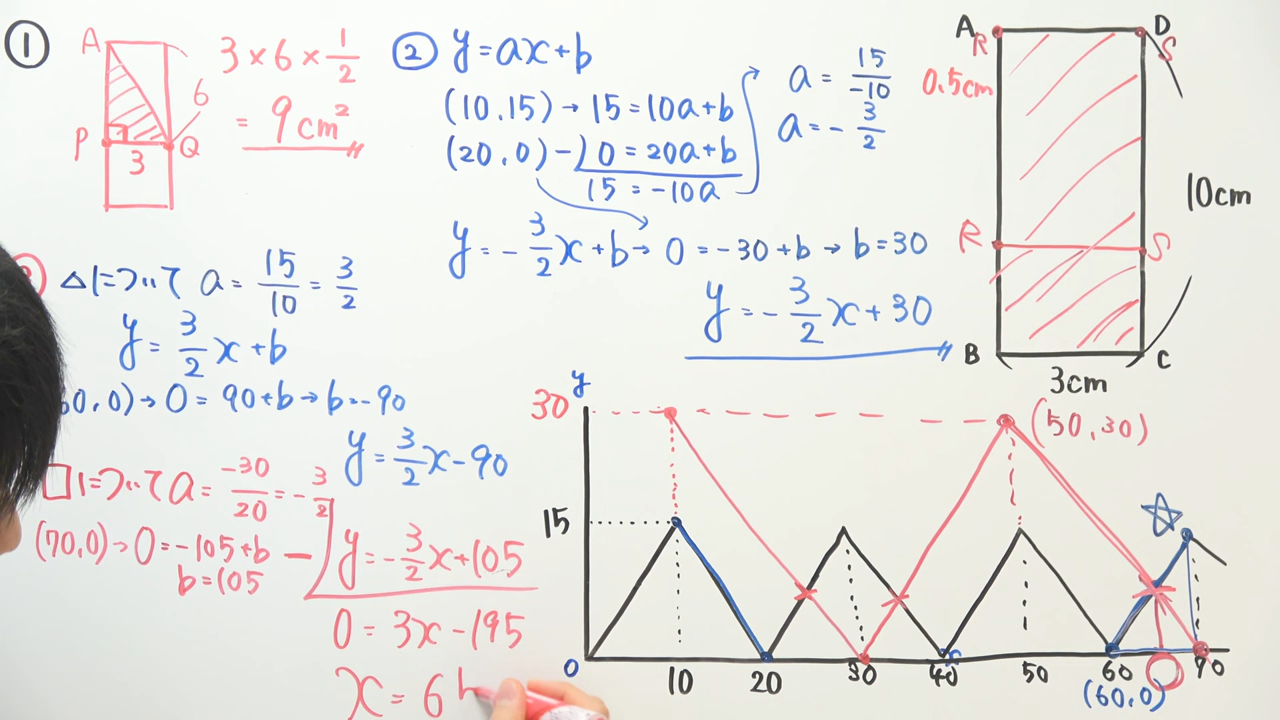 ①
A
6
P
3
Q
3×6×1/2
= 9cm²
② y=ax+b
(10,15)→15=10a+b
(20,0)−)0=20a+b
15=-10a
a=15/-10
a=-3/2
y=-3/2x+b→0=-30+b→b=30
y=-3/2x+30
△について a=15/10=3/2
y=3/2x+b
0,0)→0=90+b→b=-90
y=3/2x-90
□について a=-30/20=-3/2
(70,0)→0=-105+b
b=105
−)y=-3/2x+105
0=3x-195
x=6
A
R
D
S
0.5cm
10cm
R
S
B
C
3cm
y
30
(50,30)
15
☆
0
10
20
30
40
50
60
70
(60,0)